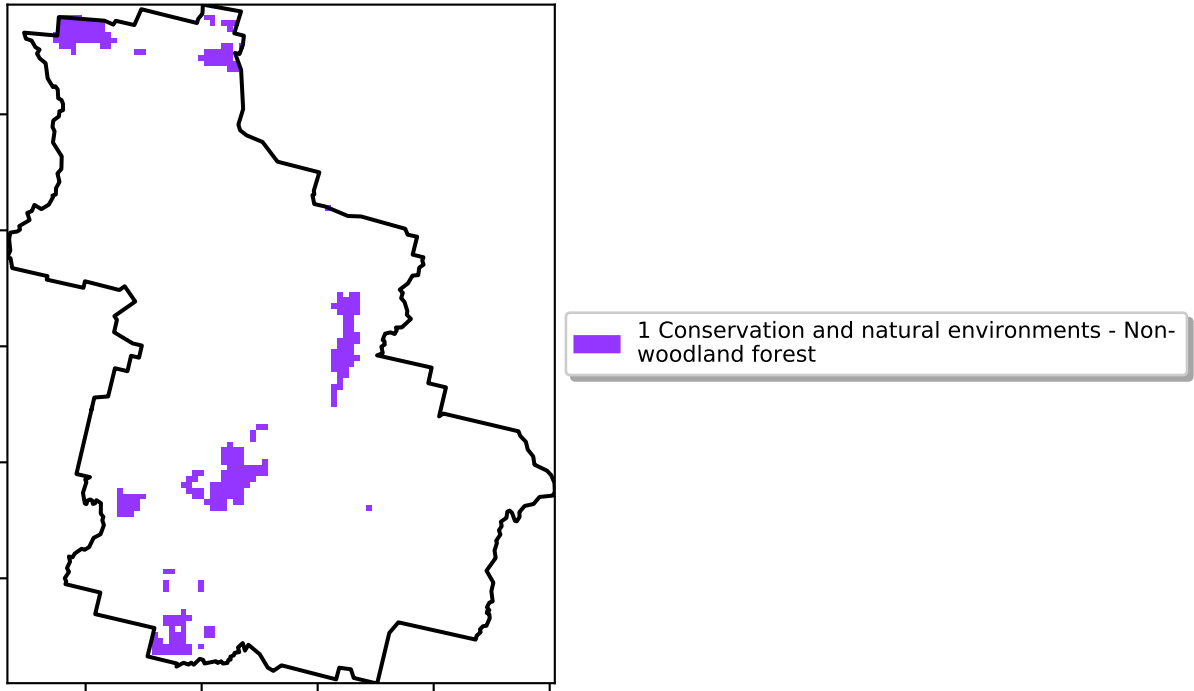 1 Conservation and natural environments - Non-
woodland forest